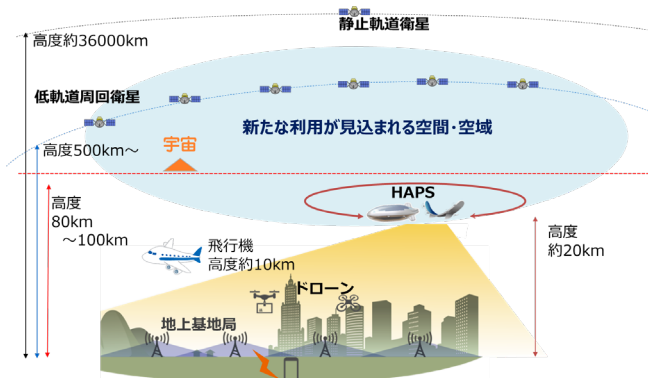 静止軌道衛星
高度約36000km
低軌道周回衛星
新たな利用が見込まれる空間・空域
宇宙
高度500km～
HAPS
高度
80km
～100km
飛行機
高度約10km
高度
約20km
ドローン
地上基地局